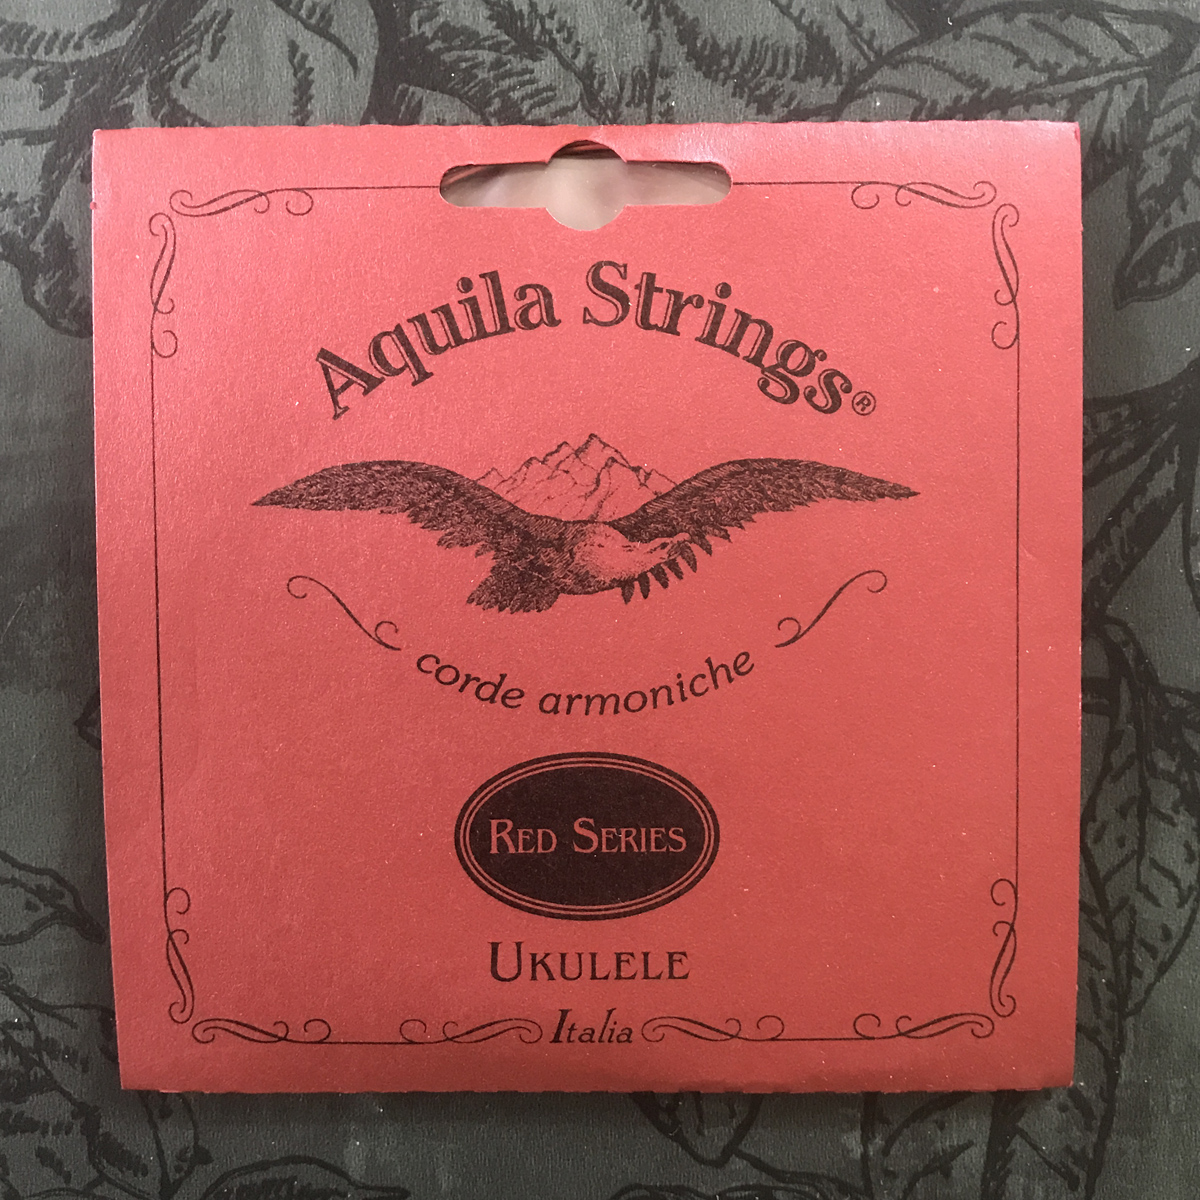 Aquila Strings®
corde armoniche
RED SERIES
UKULELE
Italia